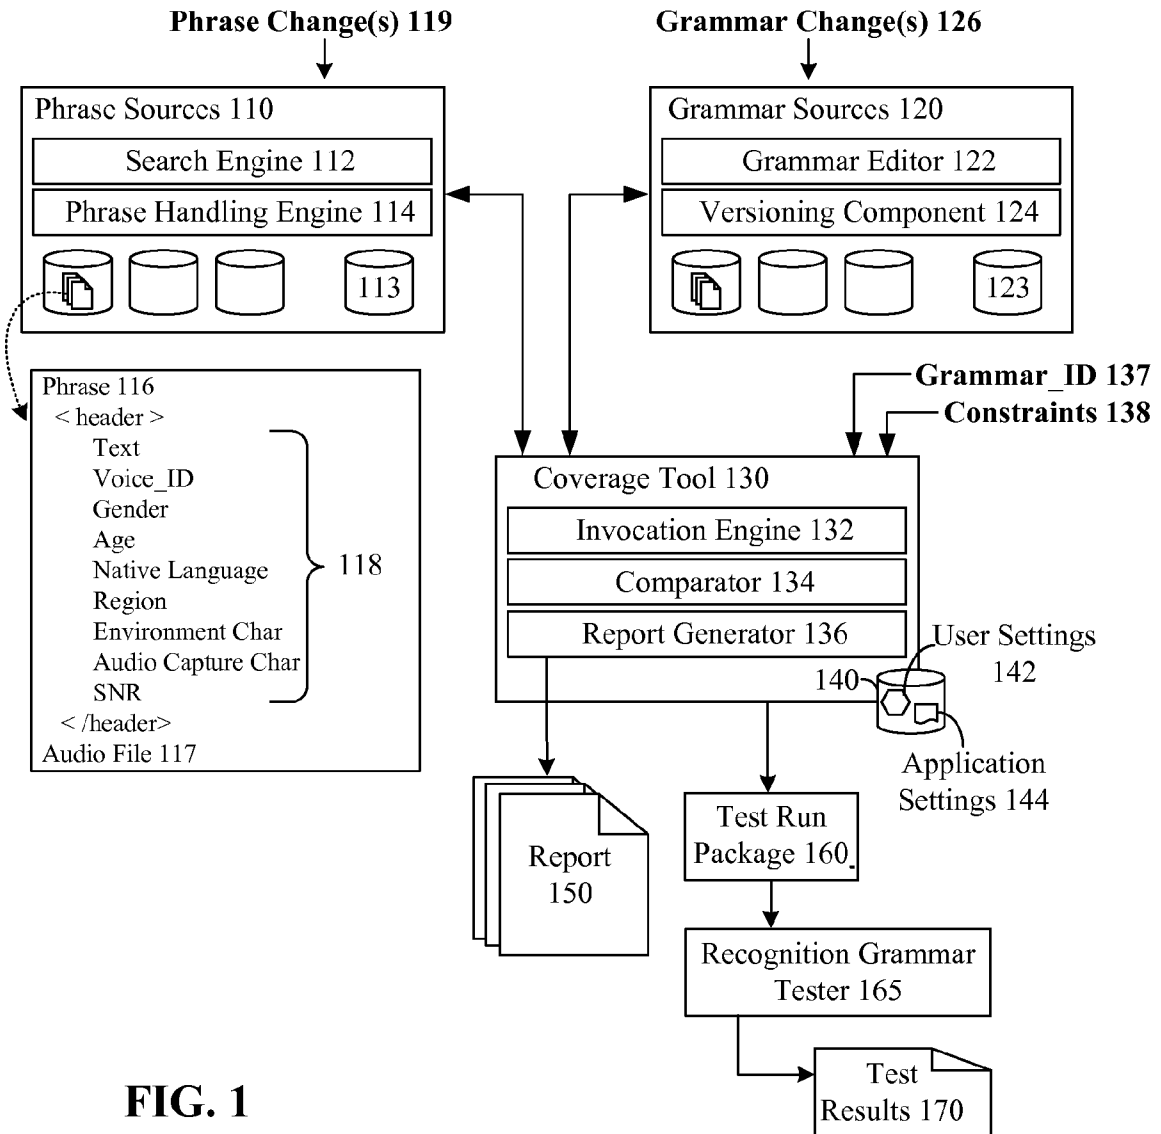 Phrase Change(s) 119
Grammar Change(s) 126
Phrase Sources 110
Search Engine 112
Phrase Handling Engine 114
113
Grammar Sources 120
Grammar Editor 122
Versioning Component 124
123
Phrase 116
< header >
Text
Voice_ID
Gender
Age
Native Language
Region
Environment Char
Audio Capture Char
SNR
< /header>
Audio File 117
118
Grammar_ID 137
Constraints 138
Coverage Tool 130
Invocation Engine 132
Comparator 134
Report Generator 136
140
User Settings
142
Application
Settings 144
Report
150
Test Run
Package 160
Recognition Grammar
Tester 165
Test
Results 170
FIG. 1